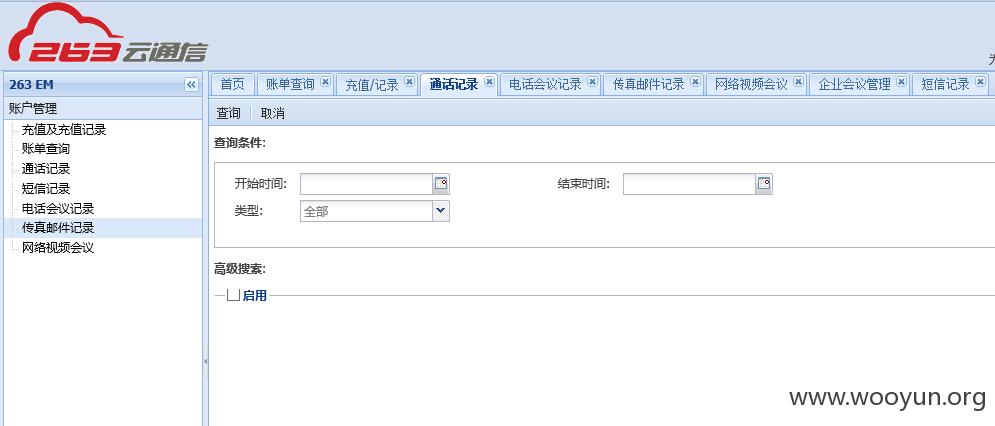 263云通信
263 EM
账户管理
充值及充值记录
账单查询
通话记录
短信记录
电话会议记录
传真邮件记录
网络视频会议
首页 账单查询 充值/记录 通话记录 电话会议记录 传真邮件记录 网络视频会议 企业会议管理 短信记录
查询 取消
查询条件:
开始时间: 结束时间:
类型: 全部
高级搜索:
启用
www.wooyun.org